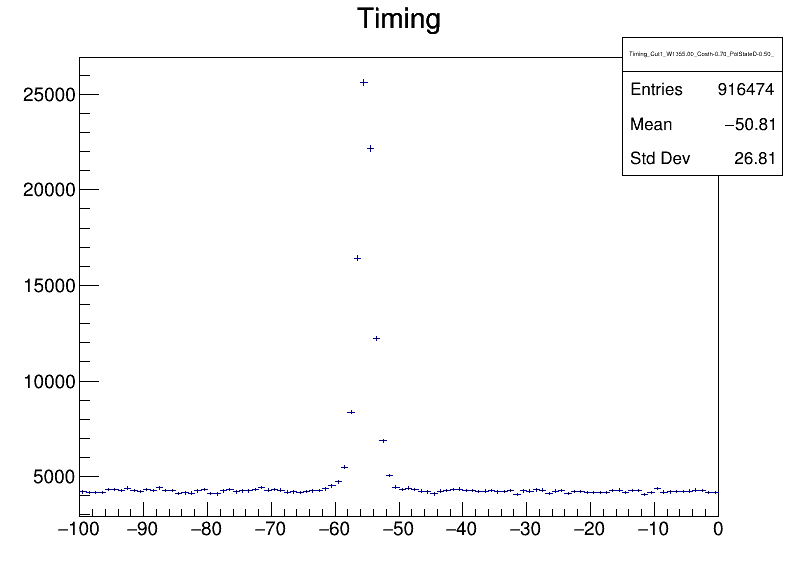 Timing
Timing_Cut1_W1355.00_Costh-0.70_PolStateD-0.50_
Entries 916474
Mean −50.81
Std Dev 26.81
25000
20000
15000
10000
5000
−100 −90 −80 −70 −60 −50 −40 −30 −20 −10 0